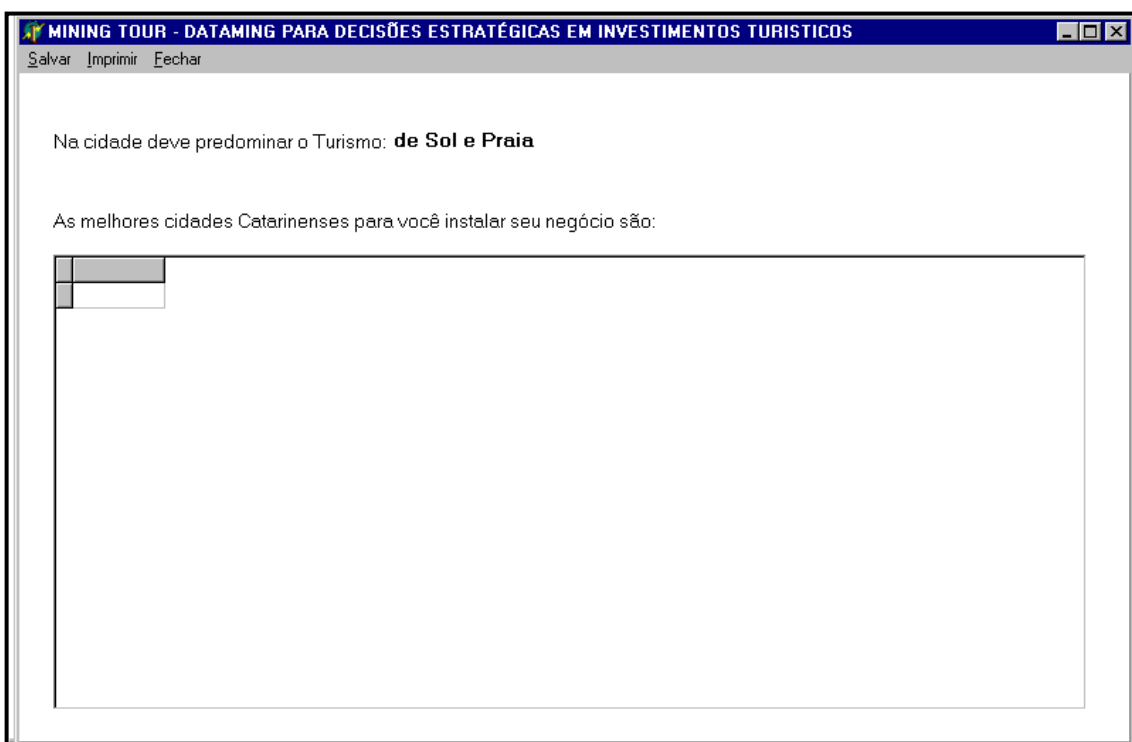 MINING TOUR - DATAMING PARA DECISÕES ESTRATÉGICAS EM INVESTIMENTOS TURISTICOS
Salvar Imprimir Fechar
Na cidade deve predominar o Turismo: de Sol e Praia
As melhores cidades Catarinenses para você instalar seu negócio são: